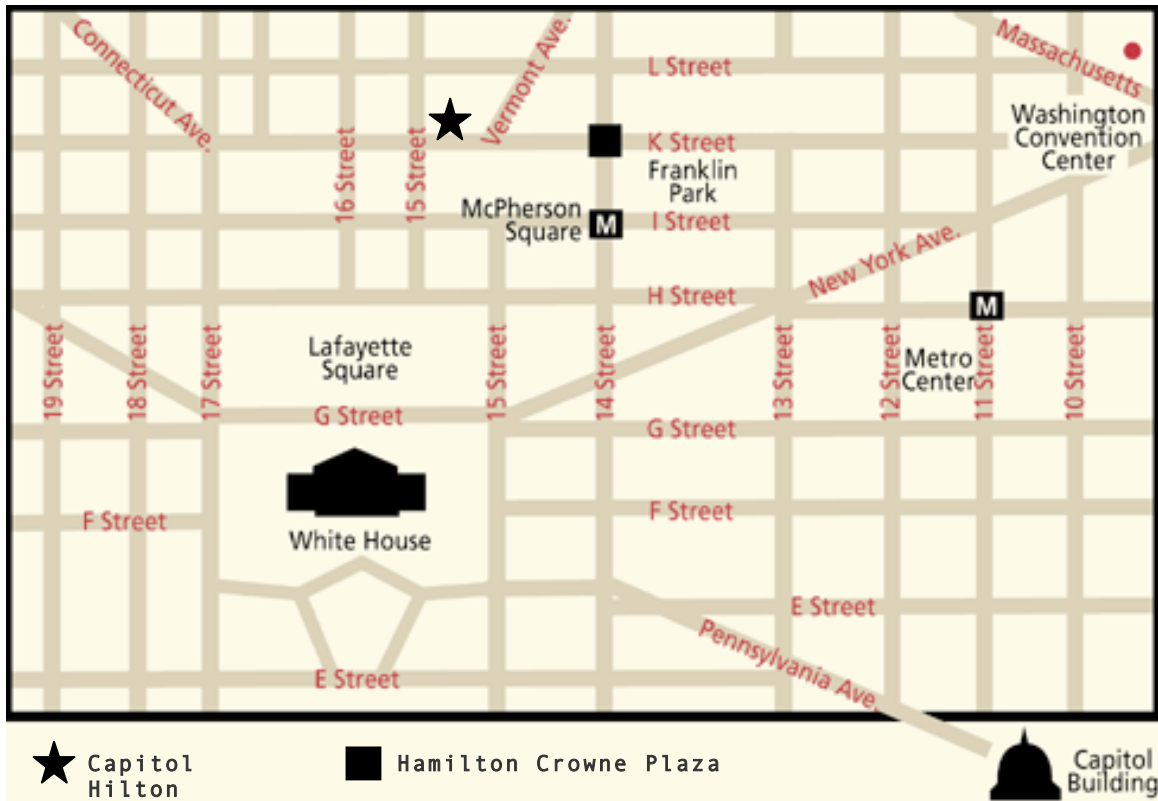 Connecticut Ave.
Vermont Ave.
Massachusetts
L Street
Washington
Convention
Center
16 Street
15 Street
K Street
Franklin
Park
McPherson
Square
M
I Street
New York Ave.
H Street
M
19 Street
18 Street
17 Street
Lafayette
Square
15 Street
14 Street
13 Street
12 Street
Metro
Center
11 Street
10 Street
G Street
G Street
F Street
F Street
White House
E Street
Pennsylvania Ave.
E Street
Capitol
Hilton
Hamilton Crowne Plaza
Capitol
Building